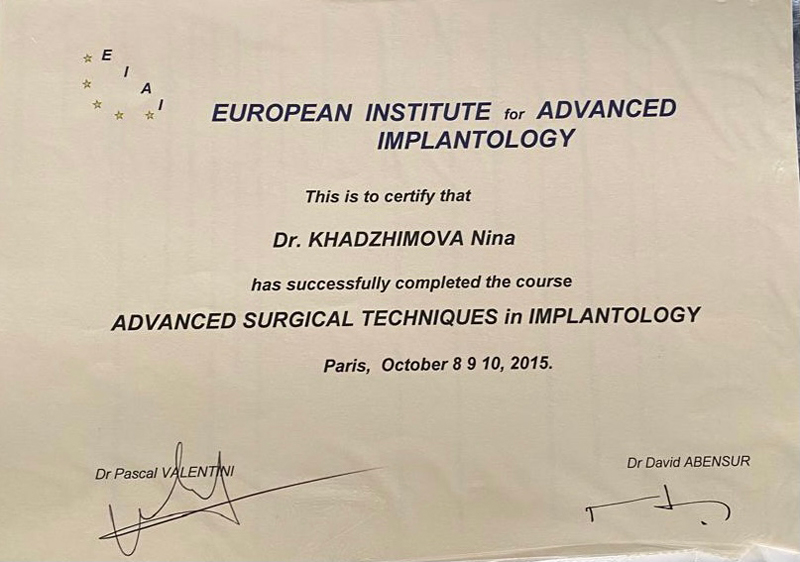 E I A I
EUROPEAN INSTITUTE for ADVANCED
IMPLANTOLOGY
This is to certify that
Dr. KHADZHIMOVA Nina
has successfully completed the course
ADVANCED SURGICAL TECHNIQUES in IMPLANTOLOGY
Paris, October 8 9 10, 2015.
Dr Pascal VALENTINI
Dr David ABENSUR